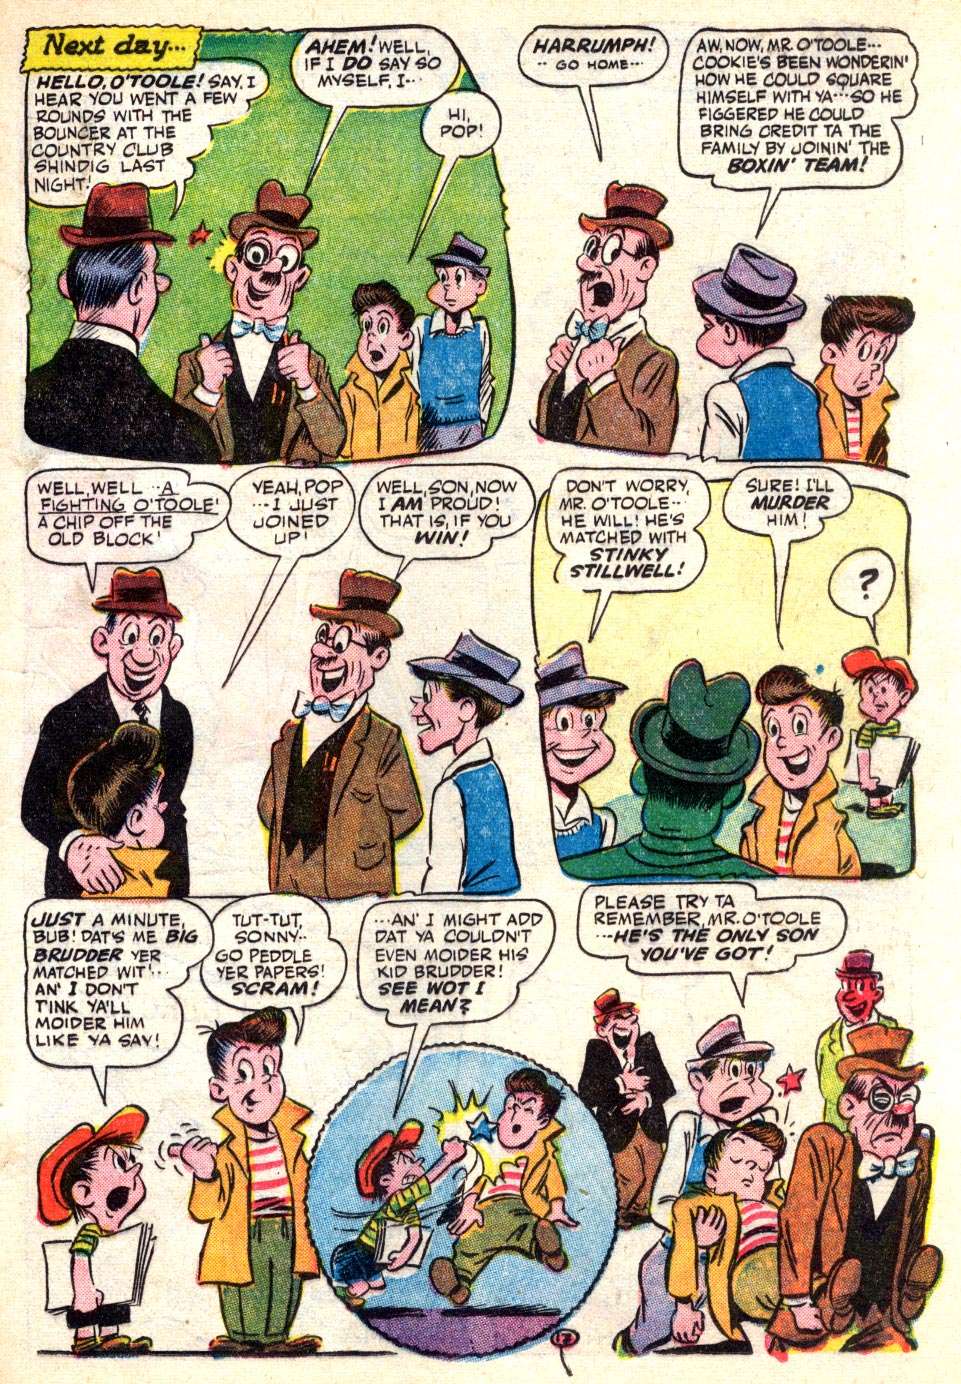 Next day...
HELLO, O'TOOLE! SAY, I
HEAR YOU WENT A FEW
ROUNDS WITH THE
BOUNCER AT THE
COUNTRY CLUB
SHINDIG LAST
NIGHT!
AHEM! WELL,
IF I DO SAY SO
MYSELF, I...
HI,
POP!
HARRUMPH!
.. GO HOME...
AW, NOW, MR. O'TOOLE...
COOKIE'S BEEN WONDERIN'
HOW HE COULD SQUARE
HIMSELF WITH YA...SO HE
FIGGERED HE COULD
BRING CREDIT TA THE
FAMILY BY JOININ' THE
BOXIN' TEAM!
WELL, WELL...A
FIGHTING O'TOOLE!
A CHIP OFF THE
OLD BLOCK!
YEAH, POP
...I JUST
JOINED
UP!
WELL, SON, NOW
I AM PROUD!
THAT IS, IF YOU
WIN!
DON'T WORRY,
MR. O'TOOLE...
HE WILL! HE'S
MATCHED WITH
STINKY
STILLWELL!
SURE! I'LL
MURDER
HIM!
?
JUST A MINUTE,
BUB! DAT'S ME BIG
BRUDDER YER
MATCHED WIT'...
AN' I DON'T
T'INK YA'LL
MOIDER HIM
LIKE YA SAY!
TUT-TUT,
SONNY..
GO PEDDLE
YER PAPERS!
SCRAM!
...AN' I MIGHT ADD
DAT YA COULDN'T
EVEN MOIDER HIS
KID BRUDDER!
SEE WOT I
MEAN?
PLEASE TRY TA
REMEMBER, MR. O'TOOLE
...HE'S THE ONLY SON
YOU'VE GOT!
12